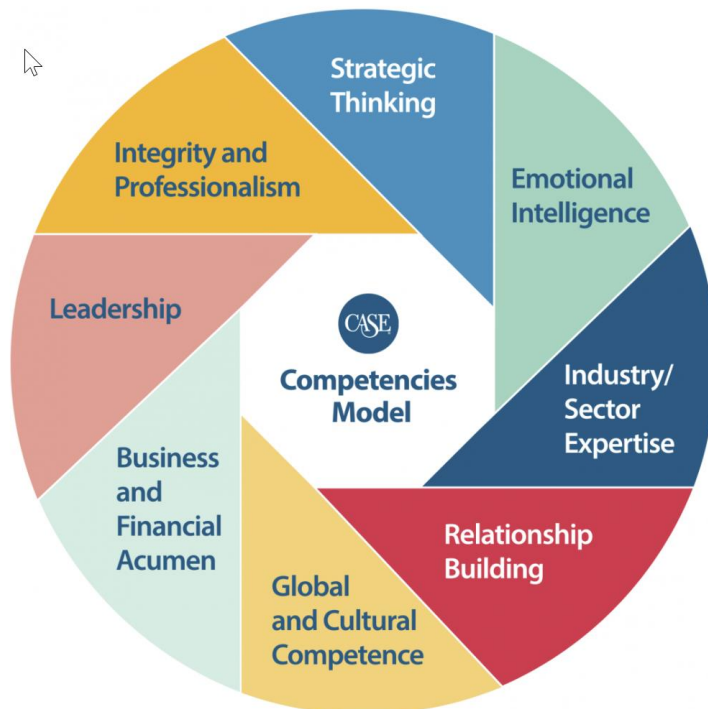 Strategic
Thinking
Emotional
Intelligence
Industry/
Sector
Expertise
Relationship
Building
Global
and Cultural
Competence
Business
and
Financial
Acumen
Leadership
Integrity and
Professionalism
CASE
Competencies
Model